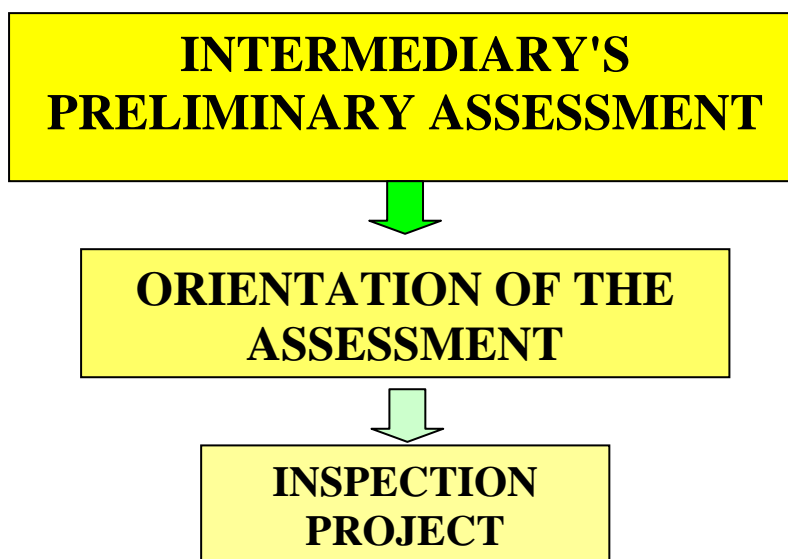 INTERMEDIARY'S
PRELIMINARY ASSESSMENT
ORIENTATION OF THE
ASSESSMENT
INSPECTION
PROJECT